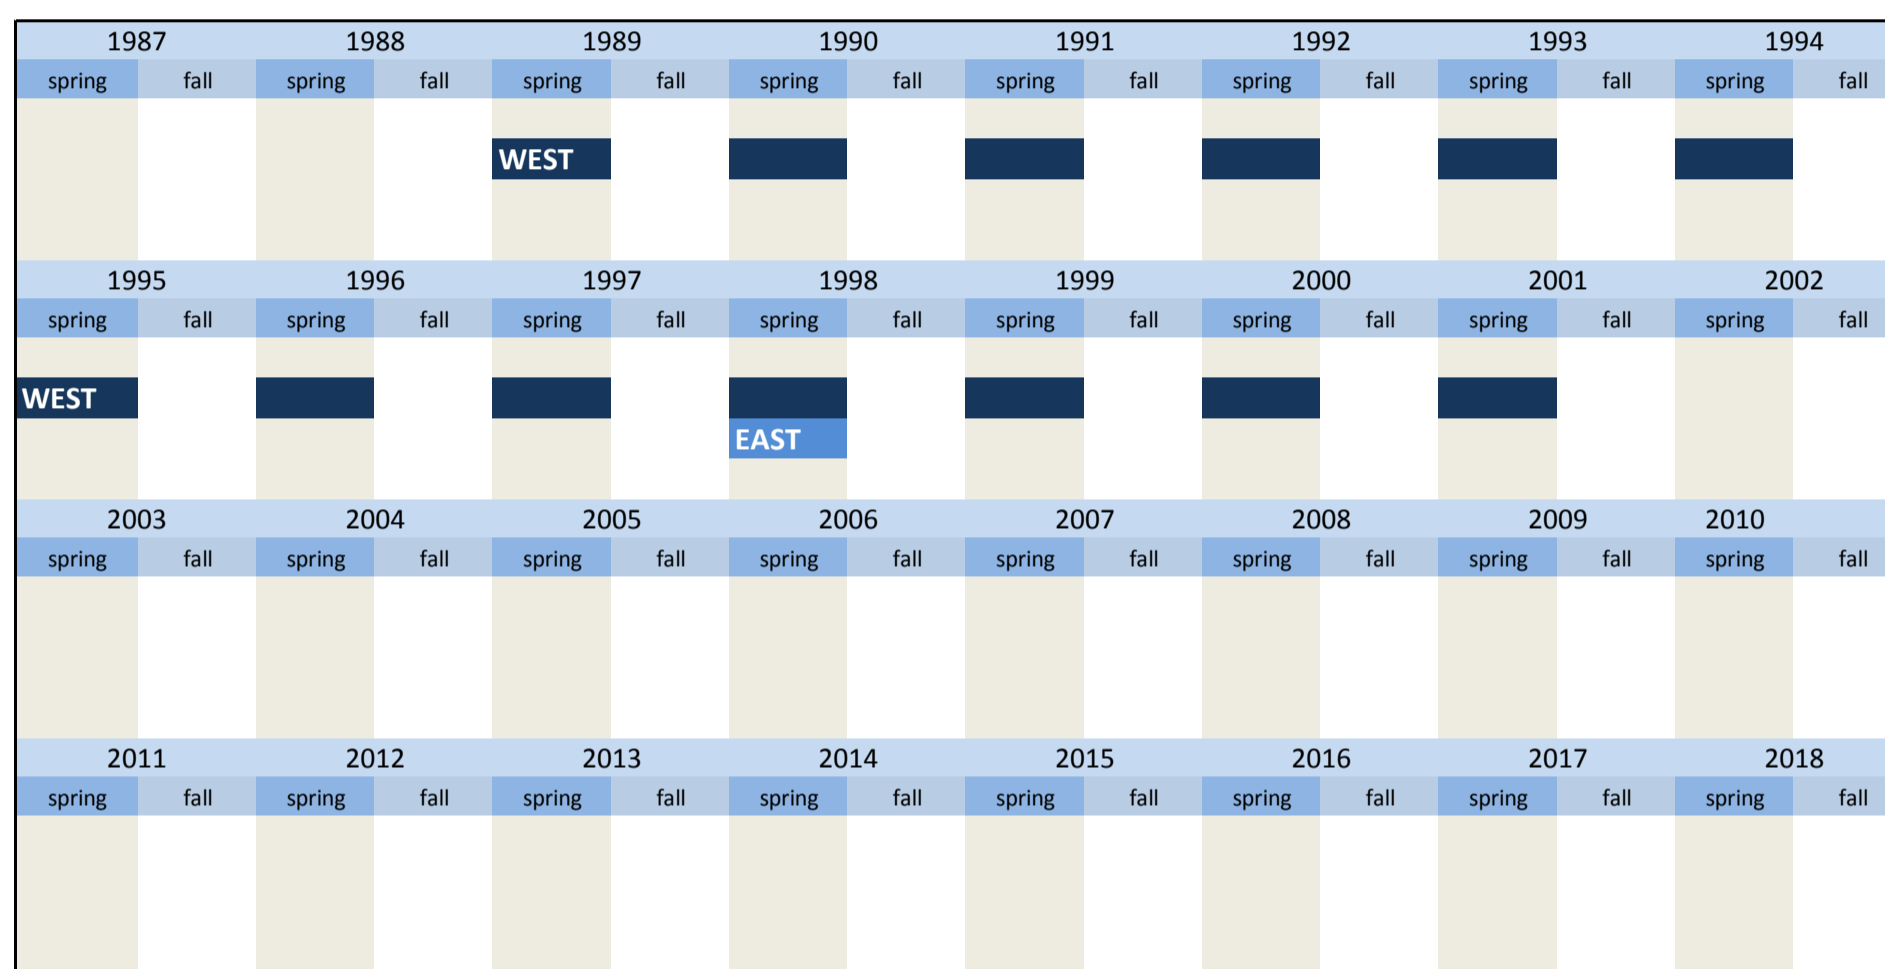 1987 1988 1989 1990 1991 1992 1993 1994
spring fall spring fall spring fall spring fall spring fall spring fall spring fall spring fall
WEST
1995 1996 1997 1998 1999 2000 2001 2002
spring fall spring fall spring fall spring fall spring fall spring fall spring fall spring fall
WEST
EAST
2003 2004 2005 2006 2007 2008 2009 2010
spring fall spring fall spring fall spring fall spring fall spring fall spring fall spring fall
2011 2012 2013 2014 2015 2016 2017 2018
spring fall spring fall spring fall spring fall spring fall spring fall spring fall spring fall